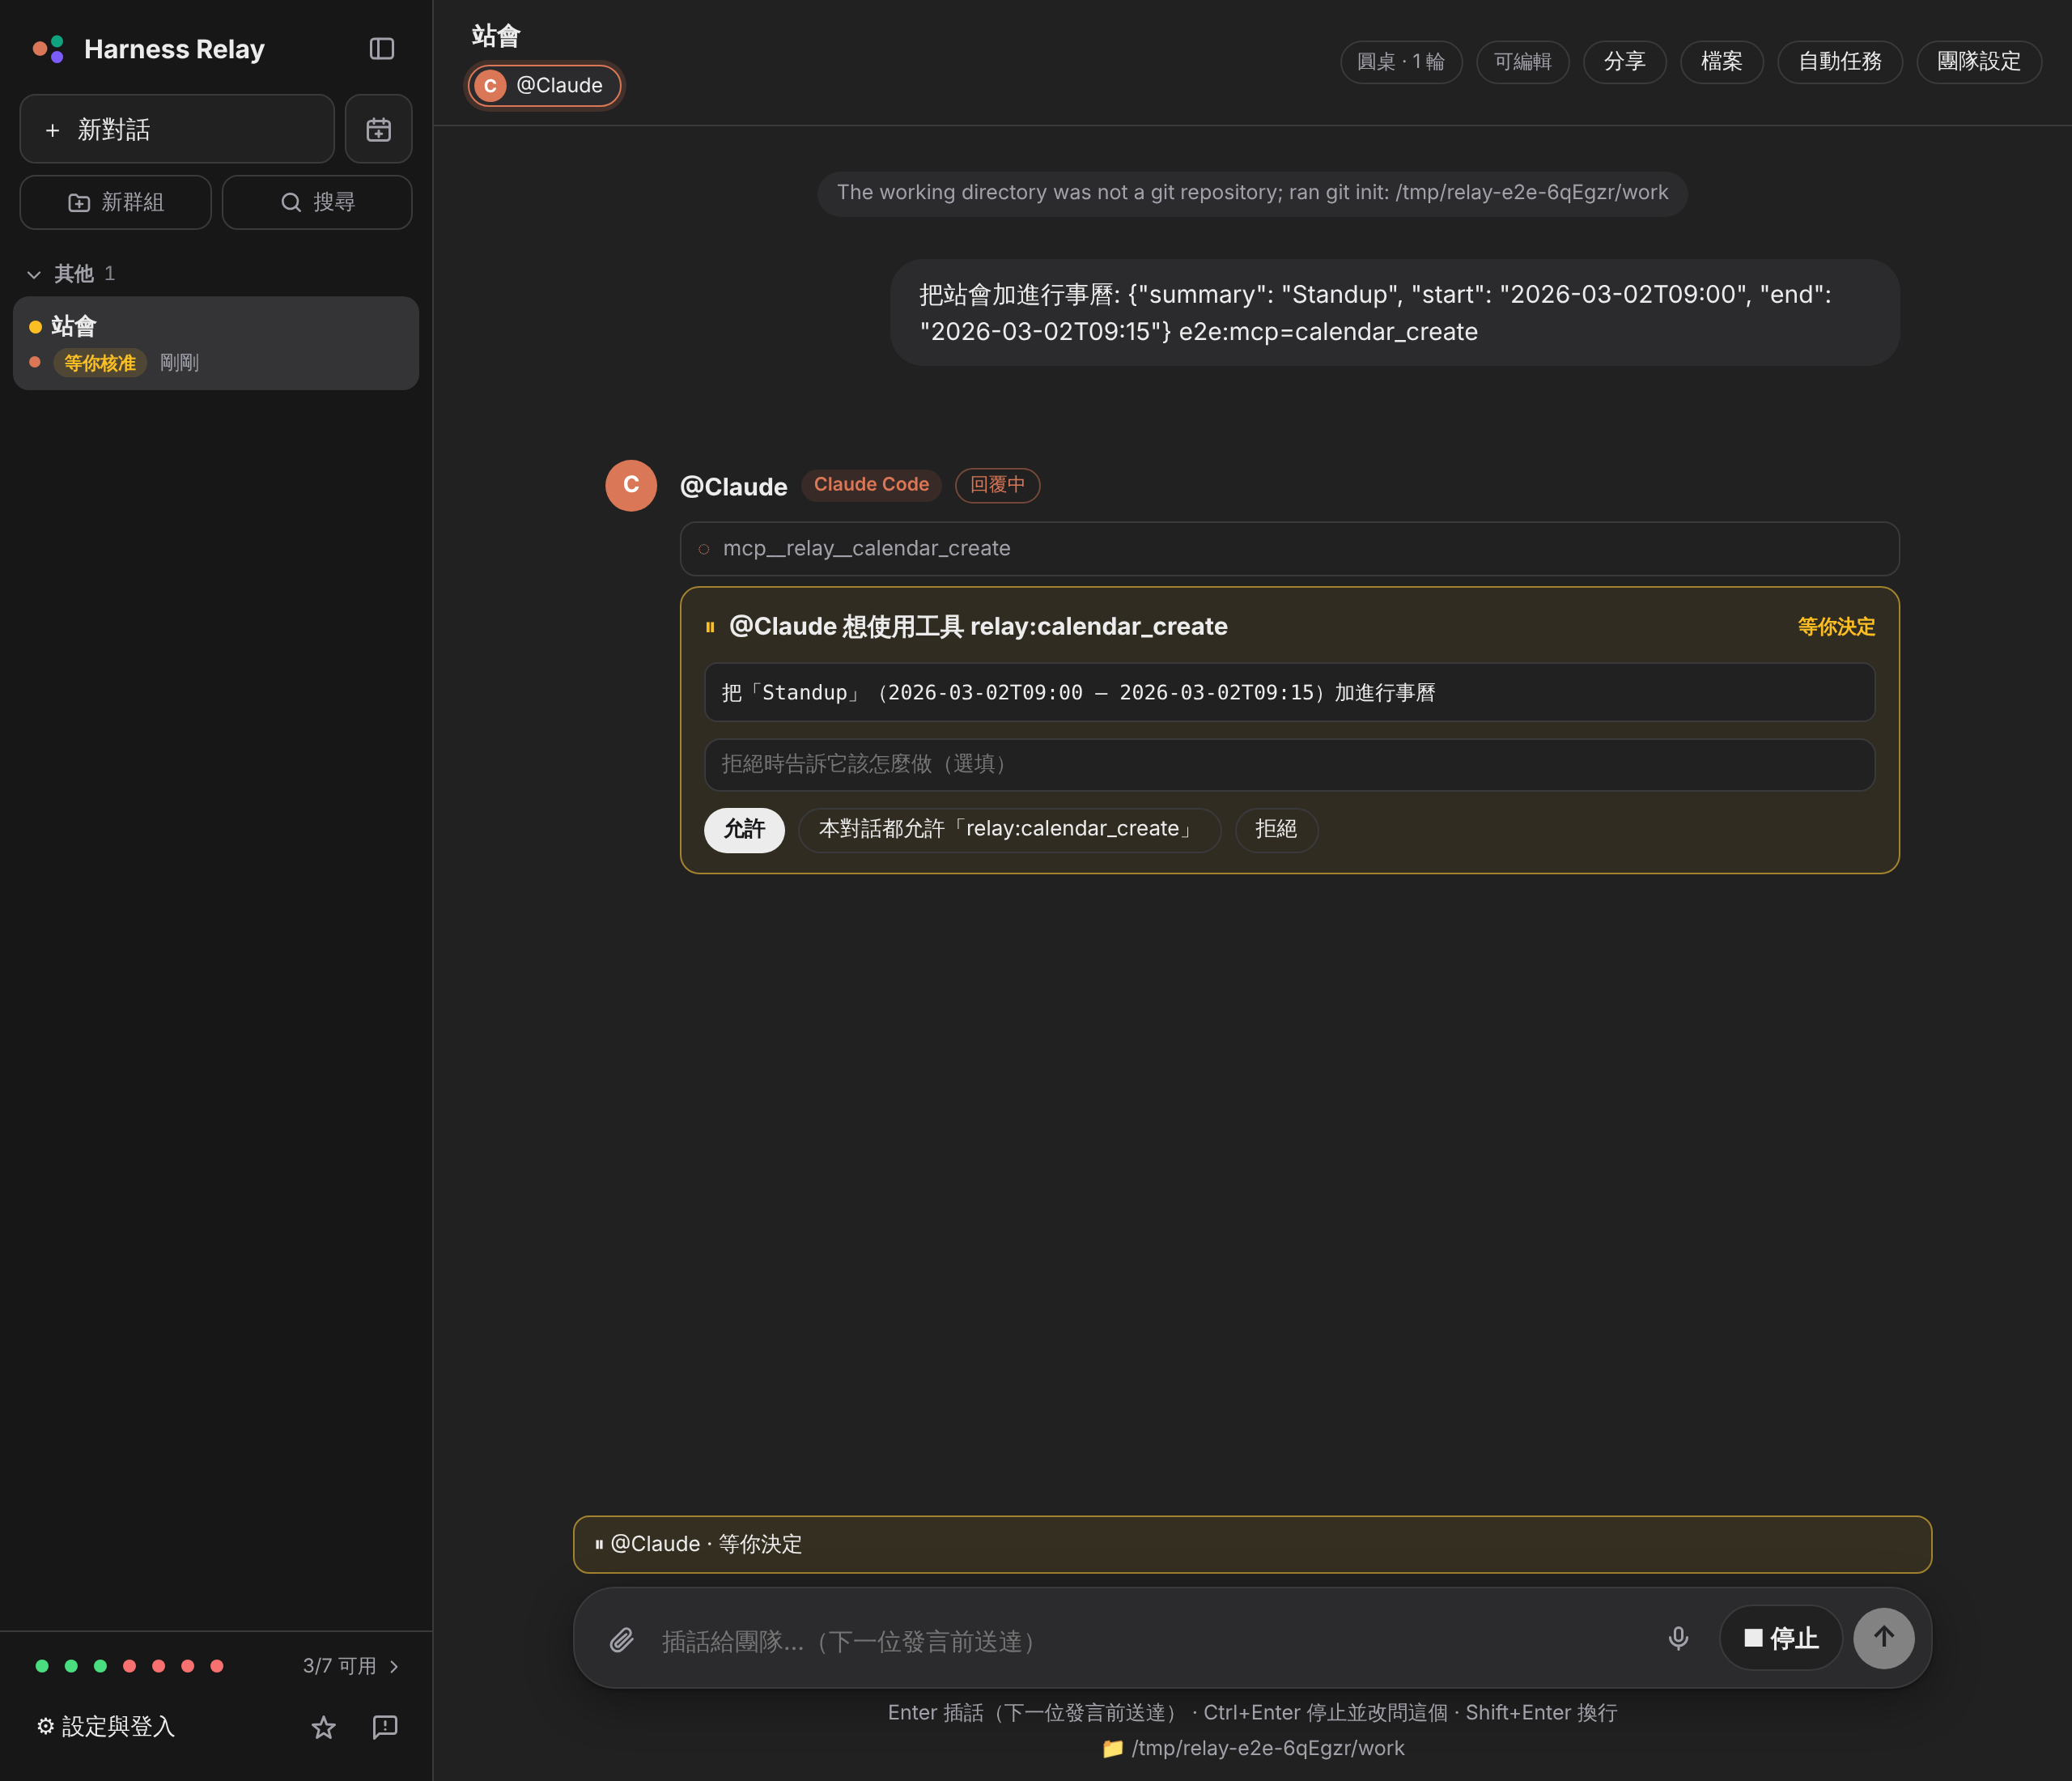 Harness Relay
+ 新對話
新群組
搜尋
其他 1
站會
等你核准 剛剛
3/7 可用
設定與登入
站會
C @Claude
圓桌 · 1 輪
可編輯
分享
檔案
自動任務
團隊設定
The working directory was not a git repository; ran git init: /tmp/relay-e2e-6qEgzr/work
把站會加進行事曆: {"summary": "Standup", "start": "2026-03-02T09:00", "end":
"2026-03-02T09:15"} e2e:mcp=calendar_create
C @Claude Claude Code 回覆中
mcp__relay__calendar_create
@Claude 想使用工具 relay:calendar_create 等你決定
把「Standup」（2026-03-02T09:00 – 2026-03-02T09:15）加進行事曆
拒絕時告訴它該怎麼做（選填）
允許
本對話都允許「relay:calendar_create」
拒絕
@Claude · 等你決定
插話給團隊...（下一位發言前送達）
停止
Enter 插話（下一位發言前送達） · Ctrl+Enter 停止並改問這個 · Shift+Enter 換行
/tmp/relay-e2e-6qEgzr/work